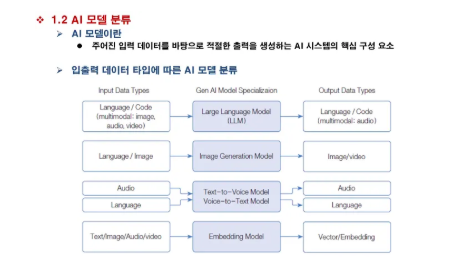 ❖ 1.2 AI 모델 분류
➢ AI 모델이란
● 주어진 입력 데이터를 바탕으로 적절한 출력을 생성하는 AI 시스템의 핵심 구성 요소
➢ 입출력 데이터 타입에 따른 AI 모델 분류
Input Data Types
Gen AI Model Specializaion
Output Data Types
Language / Code
(multimodal: image,
audio, video)
Large Language Model
(LLM)
Language / Code
(multimodal: audio)
Language / Image
Image Generation Model
Image/video
Audio
Language
Text-to-Voice Model
Voice-to-Text Model
Audio
Language
Text/Image/Audio/video
Embedding Model
Vector/Embedding